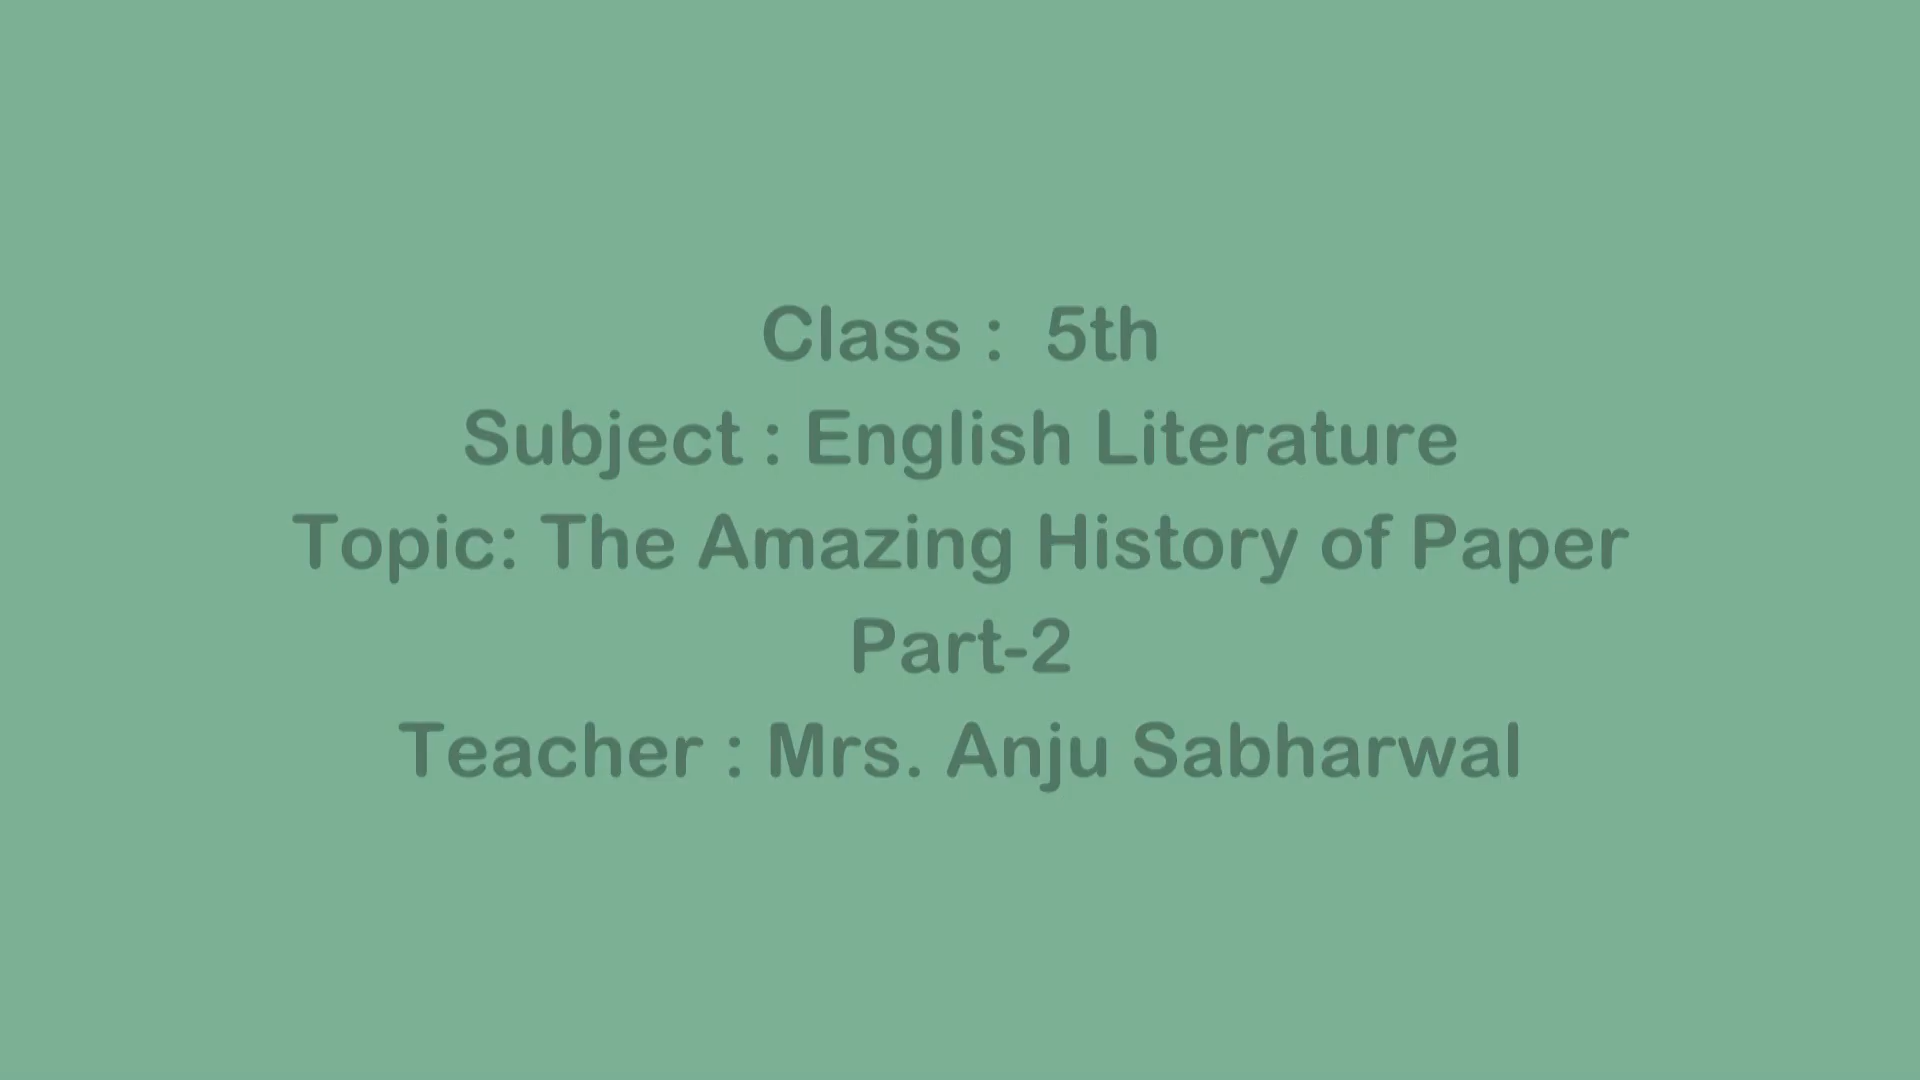 Class :  5th
Subject : English Literature
Topic: The Amazing History of Paper
Part-2
Teacher : Mrs. Anju Sabharwal